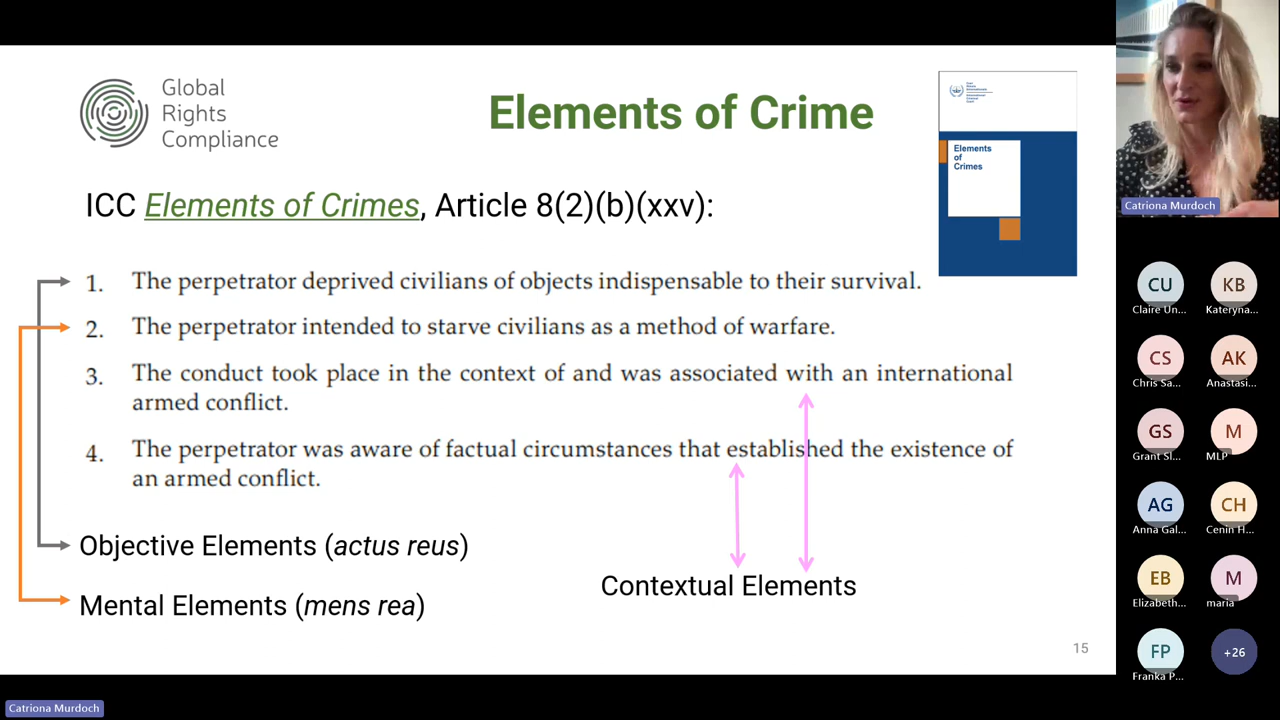 Global
Rights
Compliance
Elements of Crime
Elements
of
Crimes
ICC Elements of Crimes, Article 8(2)(b)(xxv):
1. The perpetrator deprived civilians of objects indispensable to their survival.
2. The perpetrator intended to starve civilians as a method of warfare.
3. The conduct took place in the context of and was associated with an international
armed conflict.
4. The perpetrator was aware of factual circumstances that established the existence of
an armed conflict.
Objective Elements (actus reus)
Mental Elements (mens rea)
Contextual Elements
15
Catriona Murdoch
CU
Claire Un...
KB
Kateryna...
CS
Chris Sa...
AK
Anastasi...
GS
Grant Sl...
M
MLP
AG
Anna Gal...
CH
Cenin H...
EB
Elizabeth...
M
maria
FP
Franka P...
+26
Catriona Murdoch